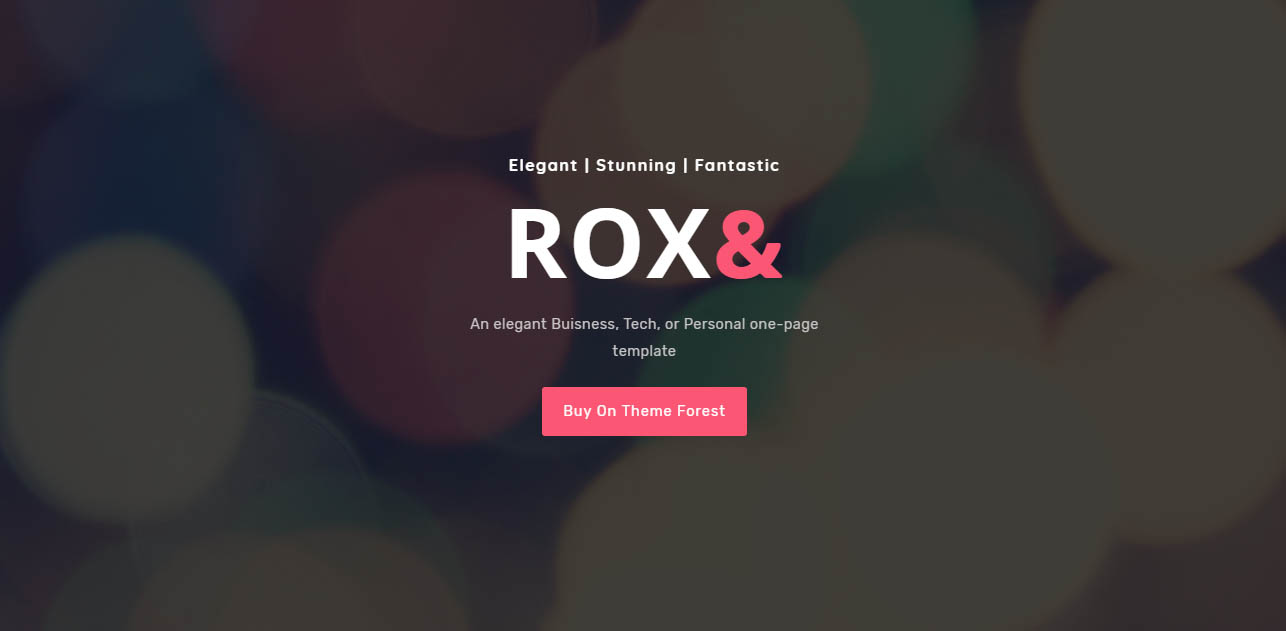 Elegant | Stunning | Fantastic
ROX&
An elegant Buisness, Tech, or Personal one-page
template
Buy On Theme Forest